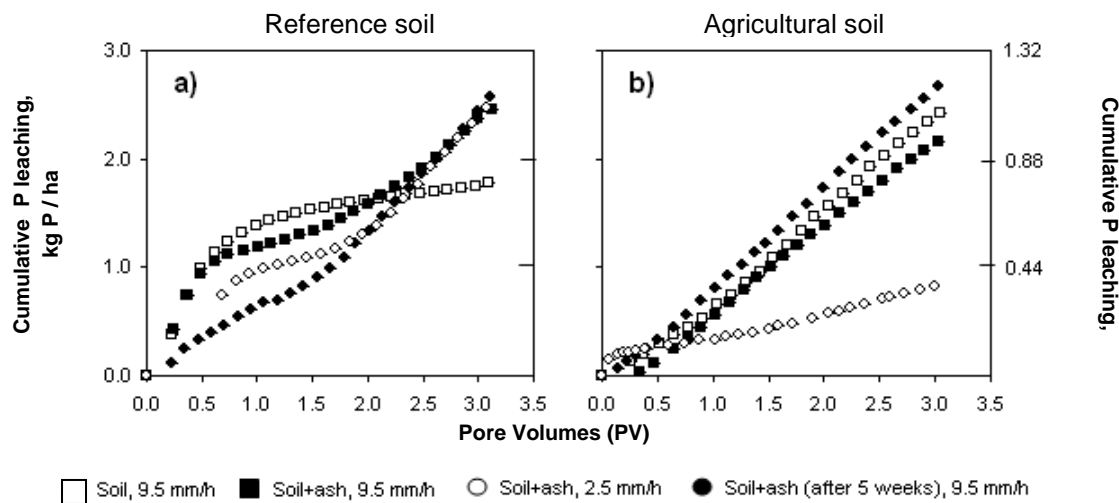 Reference soil
Agricultural soil
Cumulative P leaching,
kg P / ha
3.0
2.0
1.0
0.0
a)
0.0 0.5 1.0 1.5 2.0 2.5 3.0 3.5
b)
0.0 0.5 1.0 1.5 2.0 2.5 3.0 3.5
1.32
0.88
0.44
Cumulative P leaching,
Pore Volumes (PV)
Soil, 9.5 mm/h Soil+ash, 9.5 mm/h Soil+ash, 2.5 mm/h Soil+ash (after 5 weeks), 9.5 mm/h